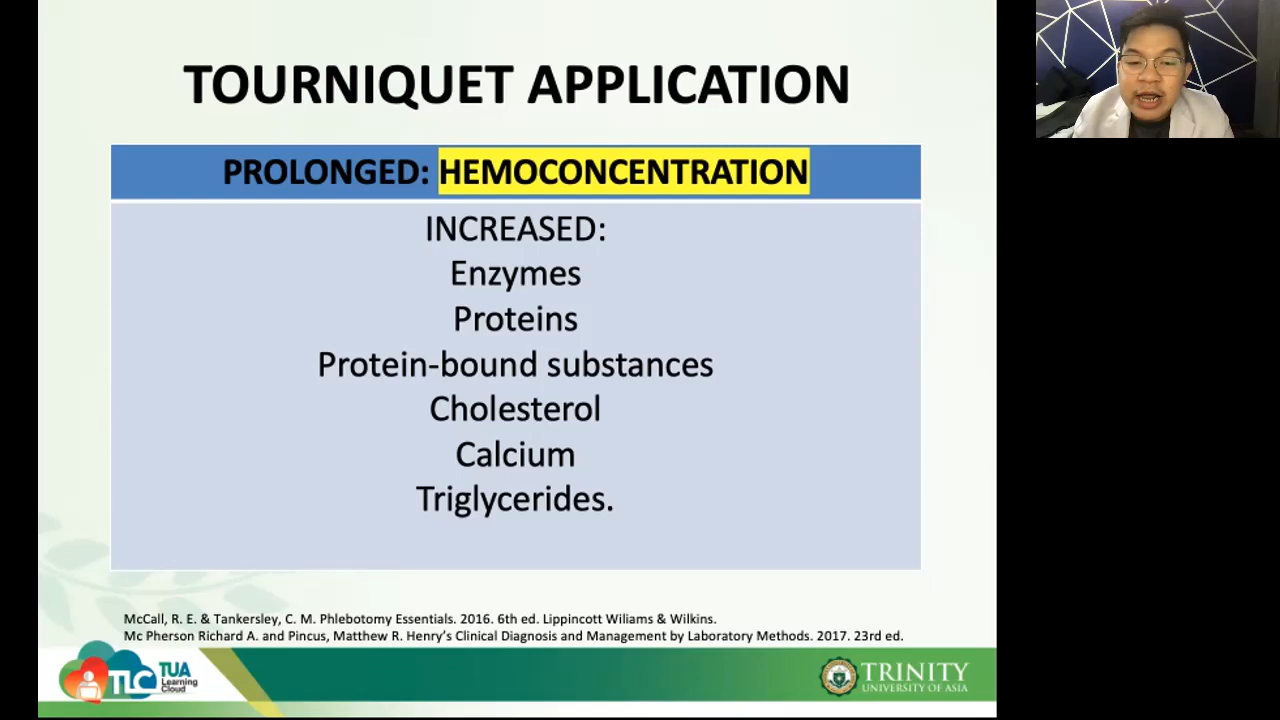 TOURNIQUET APPLICATION
PROLONGED: HEMOCONCENTRATION
INCREASED:
Enzymes
Proteins
Protein-bound substances
Cholesterol
Calcium
Triglycerides.
McCall, R. E. & Tankersley, C. M. Phlebotomy Essentials. 2016. 6th ed. Lippincott Wiliams & Wilkins.
Mc Pherson Richard A. and Pincus, Matthew R. Henry's Clinical Diagnosis and Management by Laboratory Methods. 2017. 23rd ed.
TLC
TUA
Learning
Cloud
TRINITY
UNIVERSITY OF ASIA